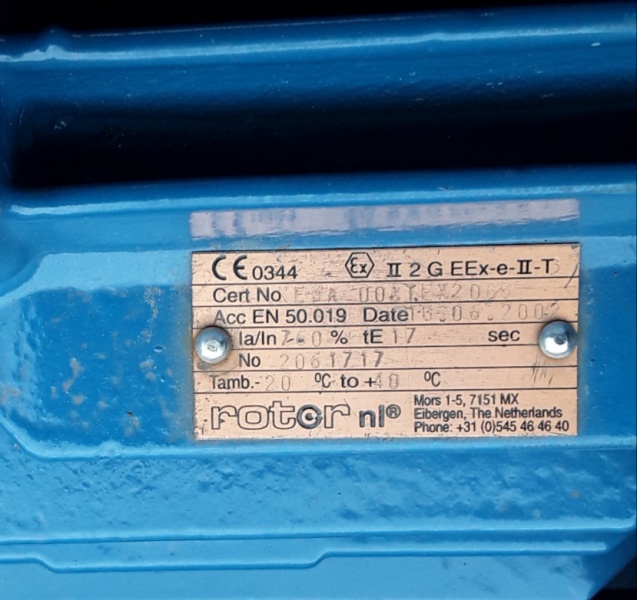 CE 0344 Ex II 2 G EEx-e-II-T
Cert No
Acc EN 50.019 Date
Ia/In % tE 17 sec
No 2061717
Tamb.-20 ºC to +40 ºC
rotor nl®
Mors 1-5, 7151 MX
Eibergen, The Netherlands
Phone: +31 (0)545 46 46 40